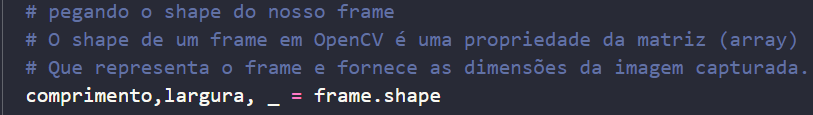 # pegando o shape do nosso frame
# O shape de um frame em OpenCV é uma propriedade da matriz (array)
# Que representa o frame e fornece as dimensões da imagem capturada.
comprimento,largura, _ = frame.shape